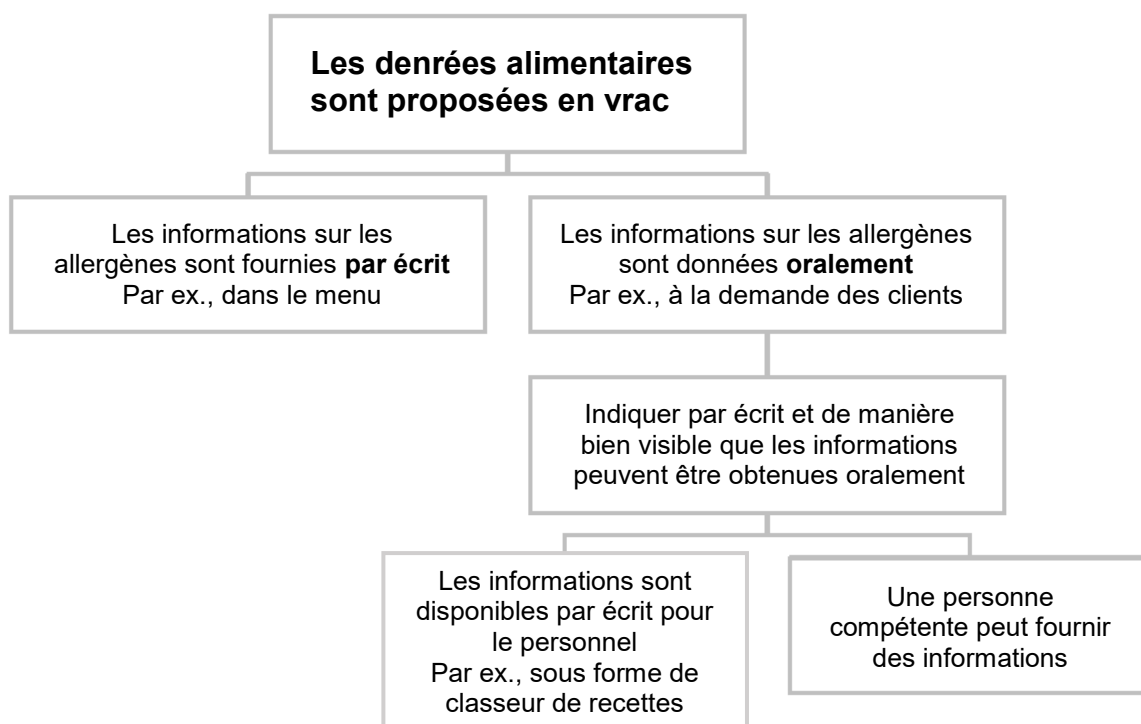 Les denrées alimentaires
sont proposées en vrac
Les informations sur les
allergènes sont fournies par écrit
Par ex., dans le menu
Les informations sur les allergènes
sont données oralement
Par ex., à la demande des clients
Indiquer par écrit et de manière
bien visible que les informations
peuvent être obtenues oralement
Les informations sont
disponibles par écrit pour
le personnel
Par ex., sous forme de
classeur de recettes
Une personne
compétente peut fournir
des informations